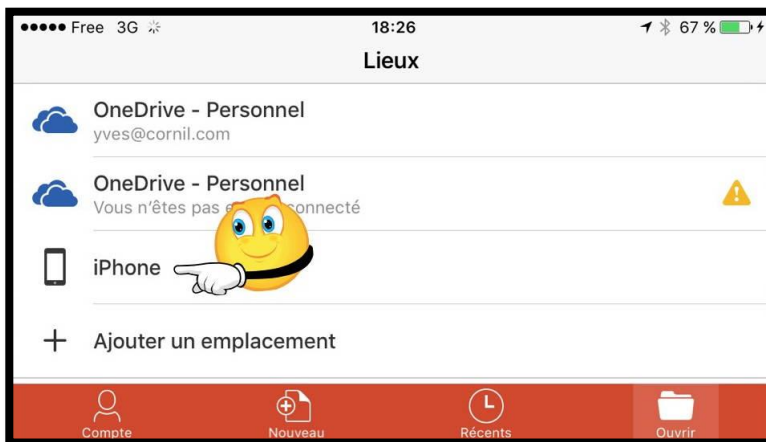 Free 3G 18:26 67 %
Lieux
OneDrive - Personnel
yves@cornil.com
OneDrive - Personnel
Vous n'êtes pas connecté
iPhone
Ajouter un emplacement
Compte Nouveau Récents Ouvrir